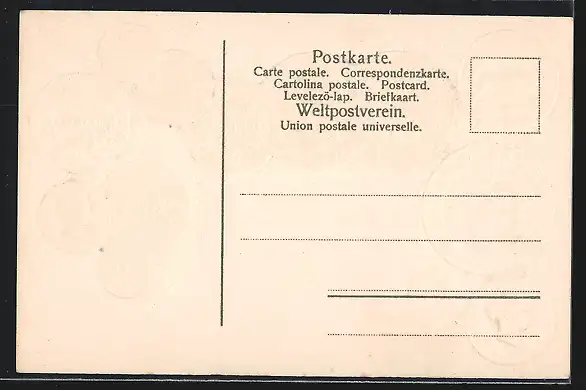 Postkarte.
Carte postale. Correspondenzkarte.
Cartolina postale. Postcard.
Levelező-lap. Briefkaart.
Weltpostverein.
Union postale universelle.